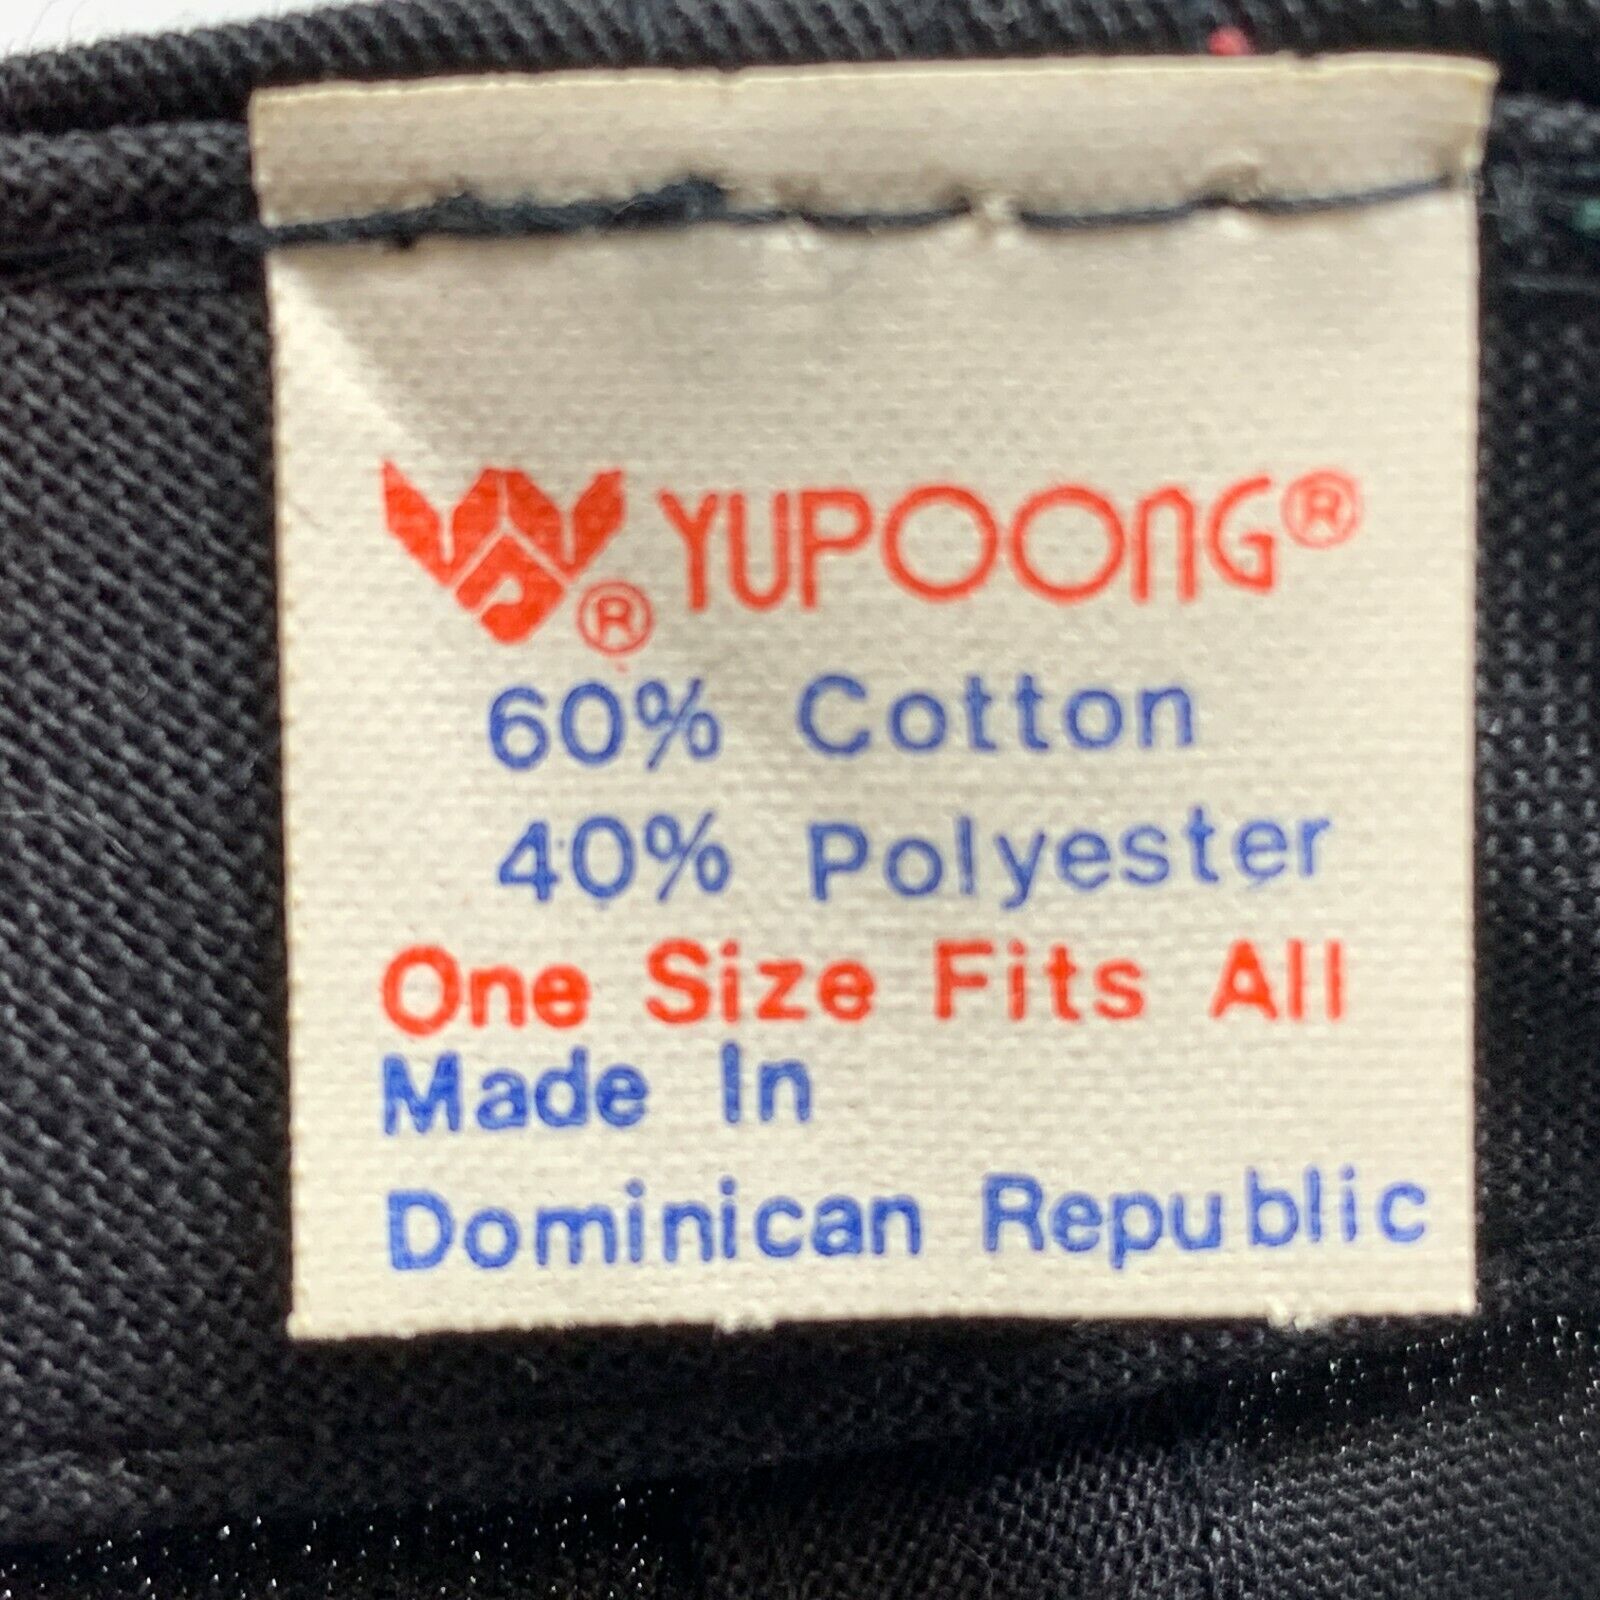 ® YUPOONG®
60% Cotton
40% Polyester
One Size Fits All
Made In
Dominican Republic